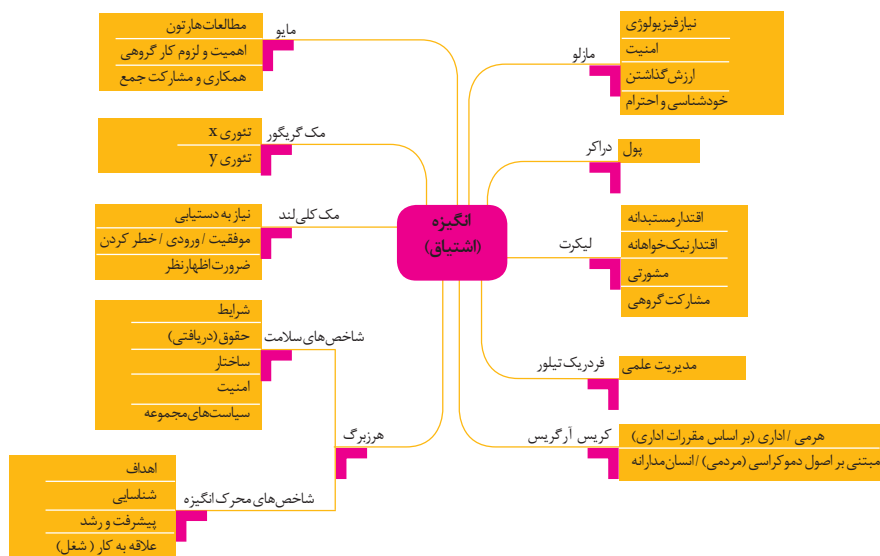 انگیزه
(اشتیاق)
مازلو
نیاز فیزیولوژی
امنیت
ارزش گذاشتن
خودشناسی و احترام
دراکر
پول
لیکرت
اقتدار مستبدانه
اقتدار نیک‌خواهانه
مشورتی
مشارکت گروهی
فردریک تیلور
مدیریت علمی
کریس آرگریس
هرمی / اداری (بر اساس مقررات اداری)
مبتنی بر اصول دموکراسی (مردمی) / انسان‌مدارانه
مایو
مطالعات هارتون
اهمیت و لزوم کار گروهی
همکاری و مشارکت جمع
مک گریگور
تئوری x
تئوری y
مک کلی لند
نیاز به دستیابی
موفقیت / ورودی / خطر کردن
ضرورت اظهار نظر
هرزبرگ
شاخص‌های سلامت
شرایط
حقوق (دریافتی)
ساختار
امنیت
سیاست‌های مجموعه
شاخص‌های محرک انگیزه
اهداف
شناسایی
پیشرفت و رشد
علاقه به کار ( شغل)